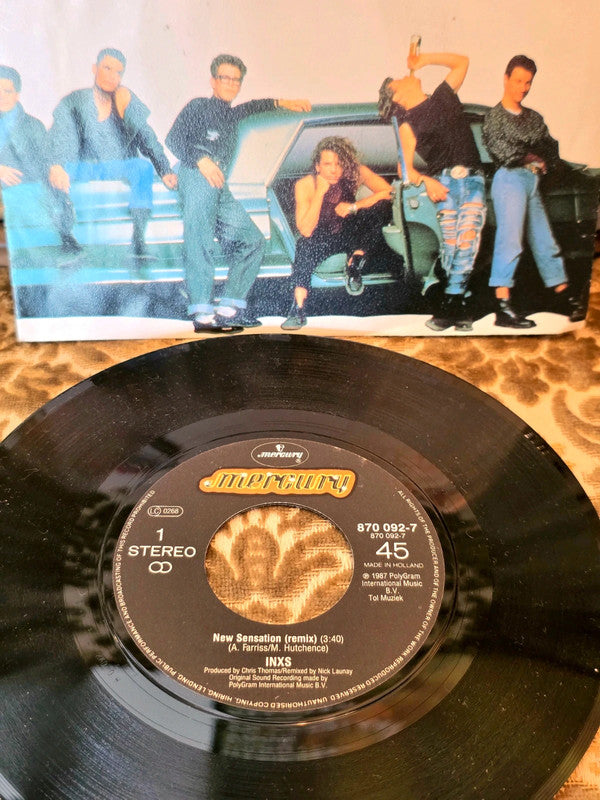 mercury
mercury
LC 0268
1
STEREO
870 092-7
870 092-7
45
MADE IN HOLLAND
℗ 1987 PolyGram
International Music
B.V.
Tol Muziek
New Sensation (remix) (3:40)
(A. Farriss/M. Hutchence)
INXS
Produced by Chris Thomas/Remixed by Nick Launay
Original Sound Recording made by
PolyGram International Music B.V.
ALL RIGHTS OF THE PRODUCER AND OF THE OWNER OF THE WORK REPRODUCED RESERVED. UNAUTHORISED COPYING, HIRING, LENDING, PUBLIC PERFORMANCE AND BROADCASTING OF THIS RECORD PROHIBITED